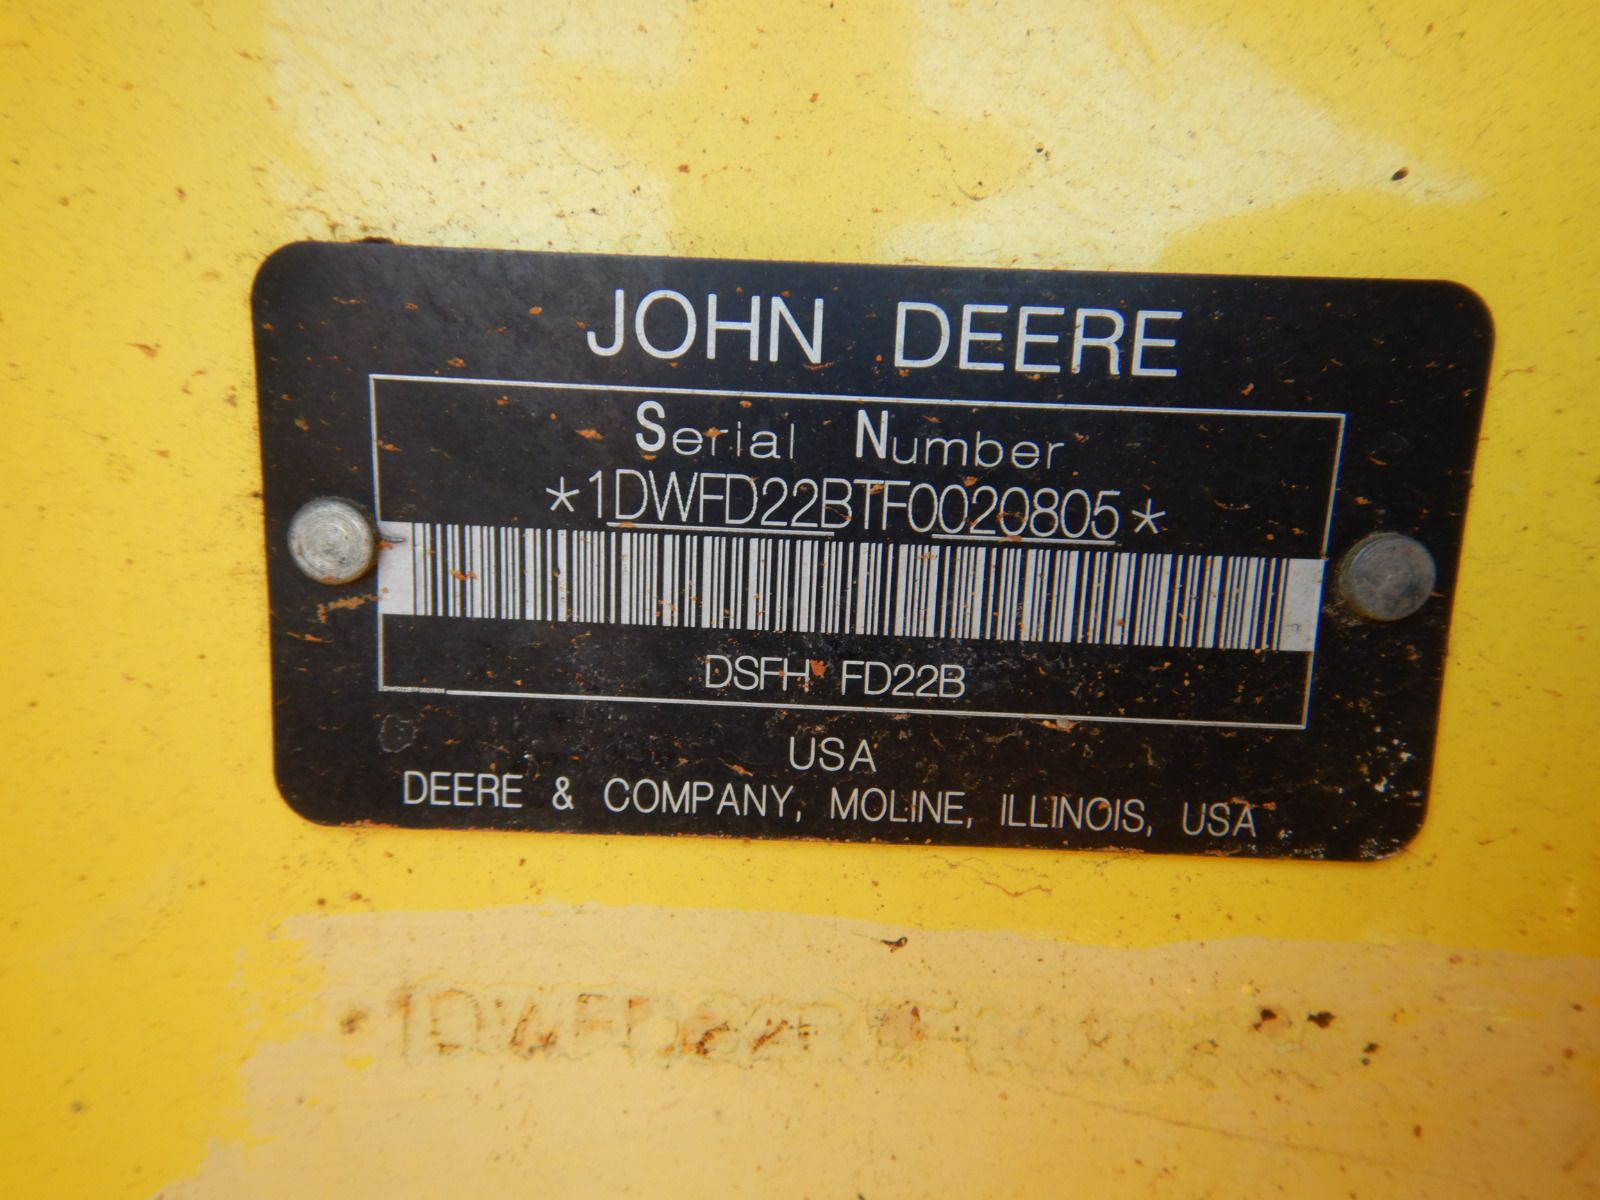 JOHN DEERE
Serial Number
*1DWFD22BTF0020805*
DSFH FD22B
USA
DEERE & COMPANY, MOLINE, ILLINOIS, USA